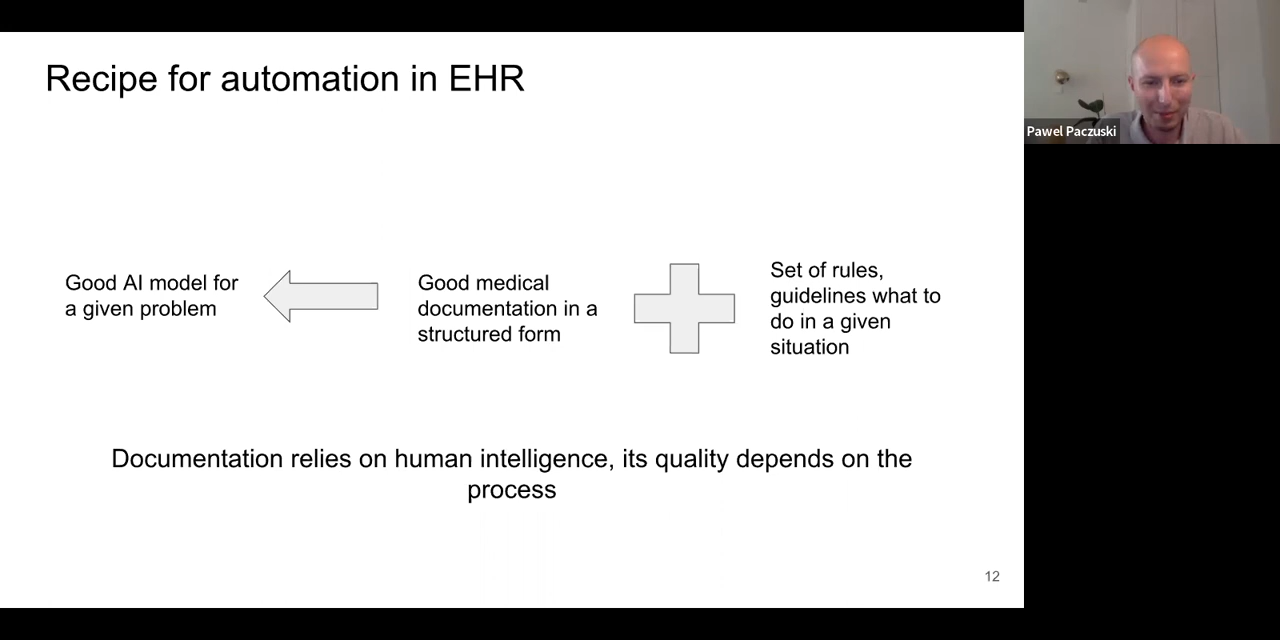 Recipe for automation in EHR
Pawel Paczuski
Good AI model for
a given problem
Good medical
documentation in a
structured form
Set of rules,
guidelines what to
do in a given
situation
Documentation relies on human intelligence, its quality depends on the
process
12